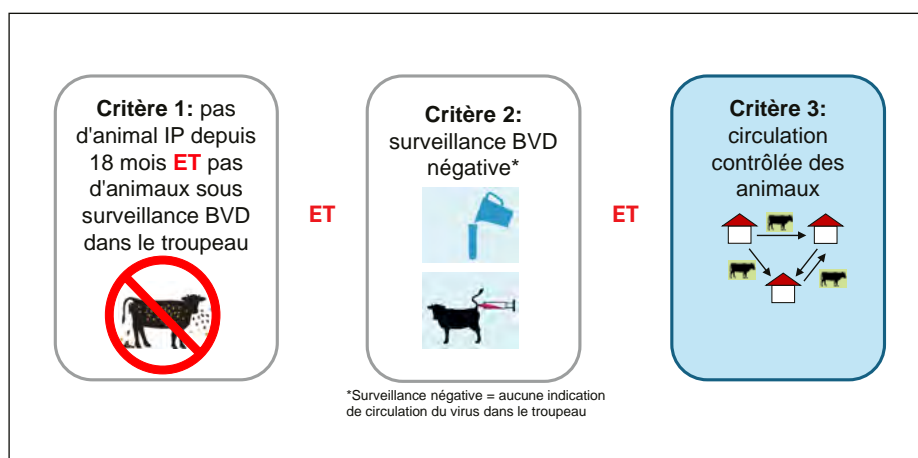 Critère 1: pas
d'animal IP depuis
18 mois ET pas
d'animaux sous
surveillance BVD
dans le troupeau
ET
Critère 2:
surveillance BVD
négative*
ET
Critère 3:
circulation
contrôlée des
animaux
*Surveillance négative = aucune indication
de circulation du virus dans le troupeau